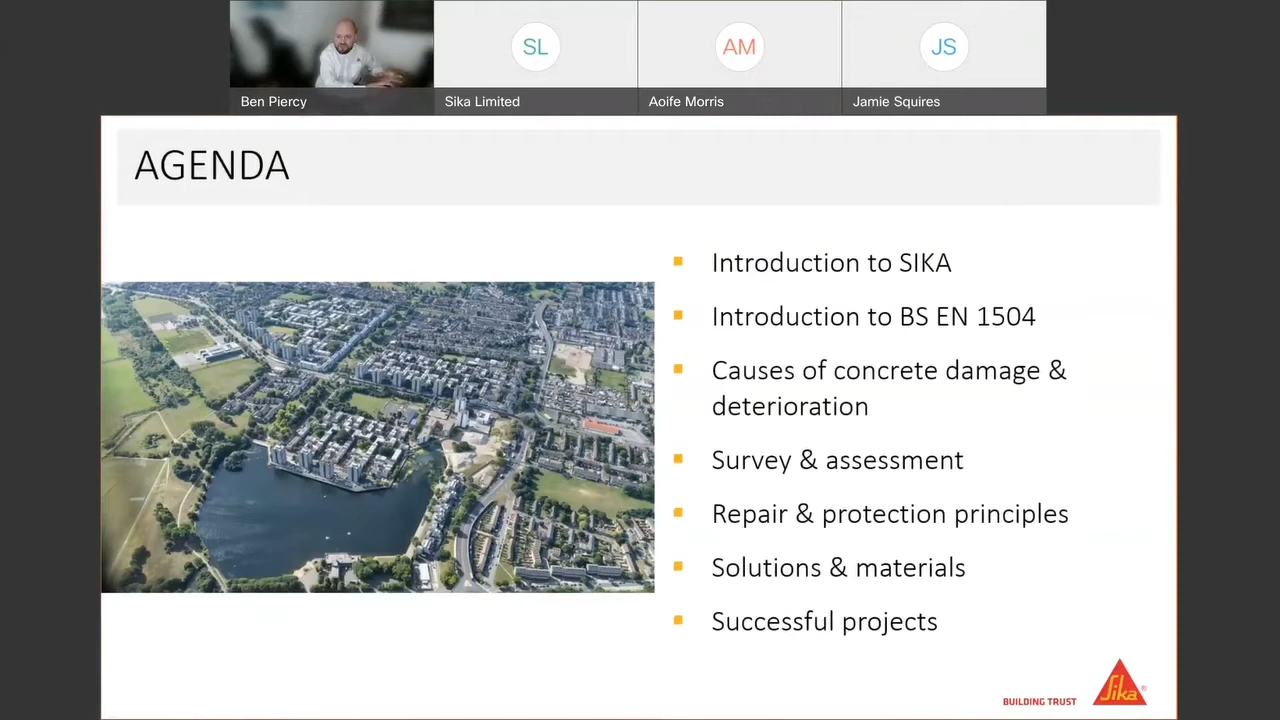 SL
AM
JS
Ben Piercy
Sika Limited
Aoife Morris
Jamie Squires
AGENDA
Introduction to SIKA
Introduction to BS EN 1504
Causes of concrete damage &
deterioration
Survey & assessment
Repair & protection principles
Solutions & materials
Successful projects
BUILDING TRUST
Sika®